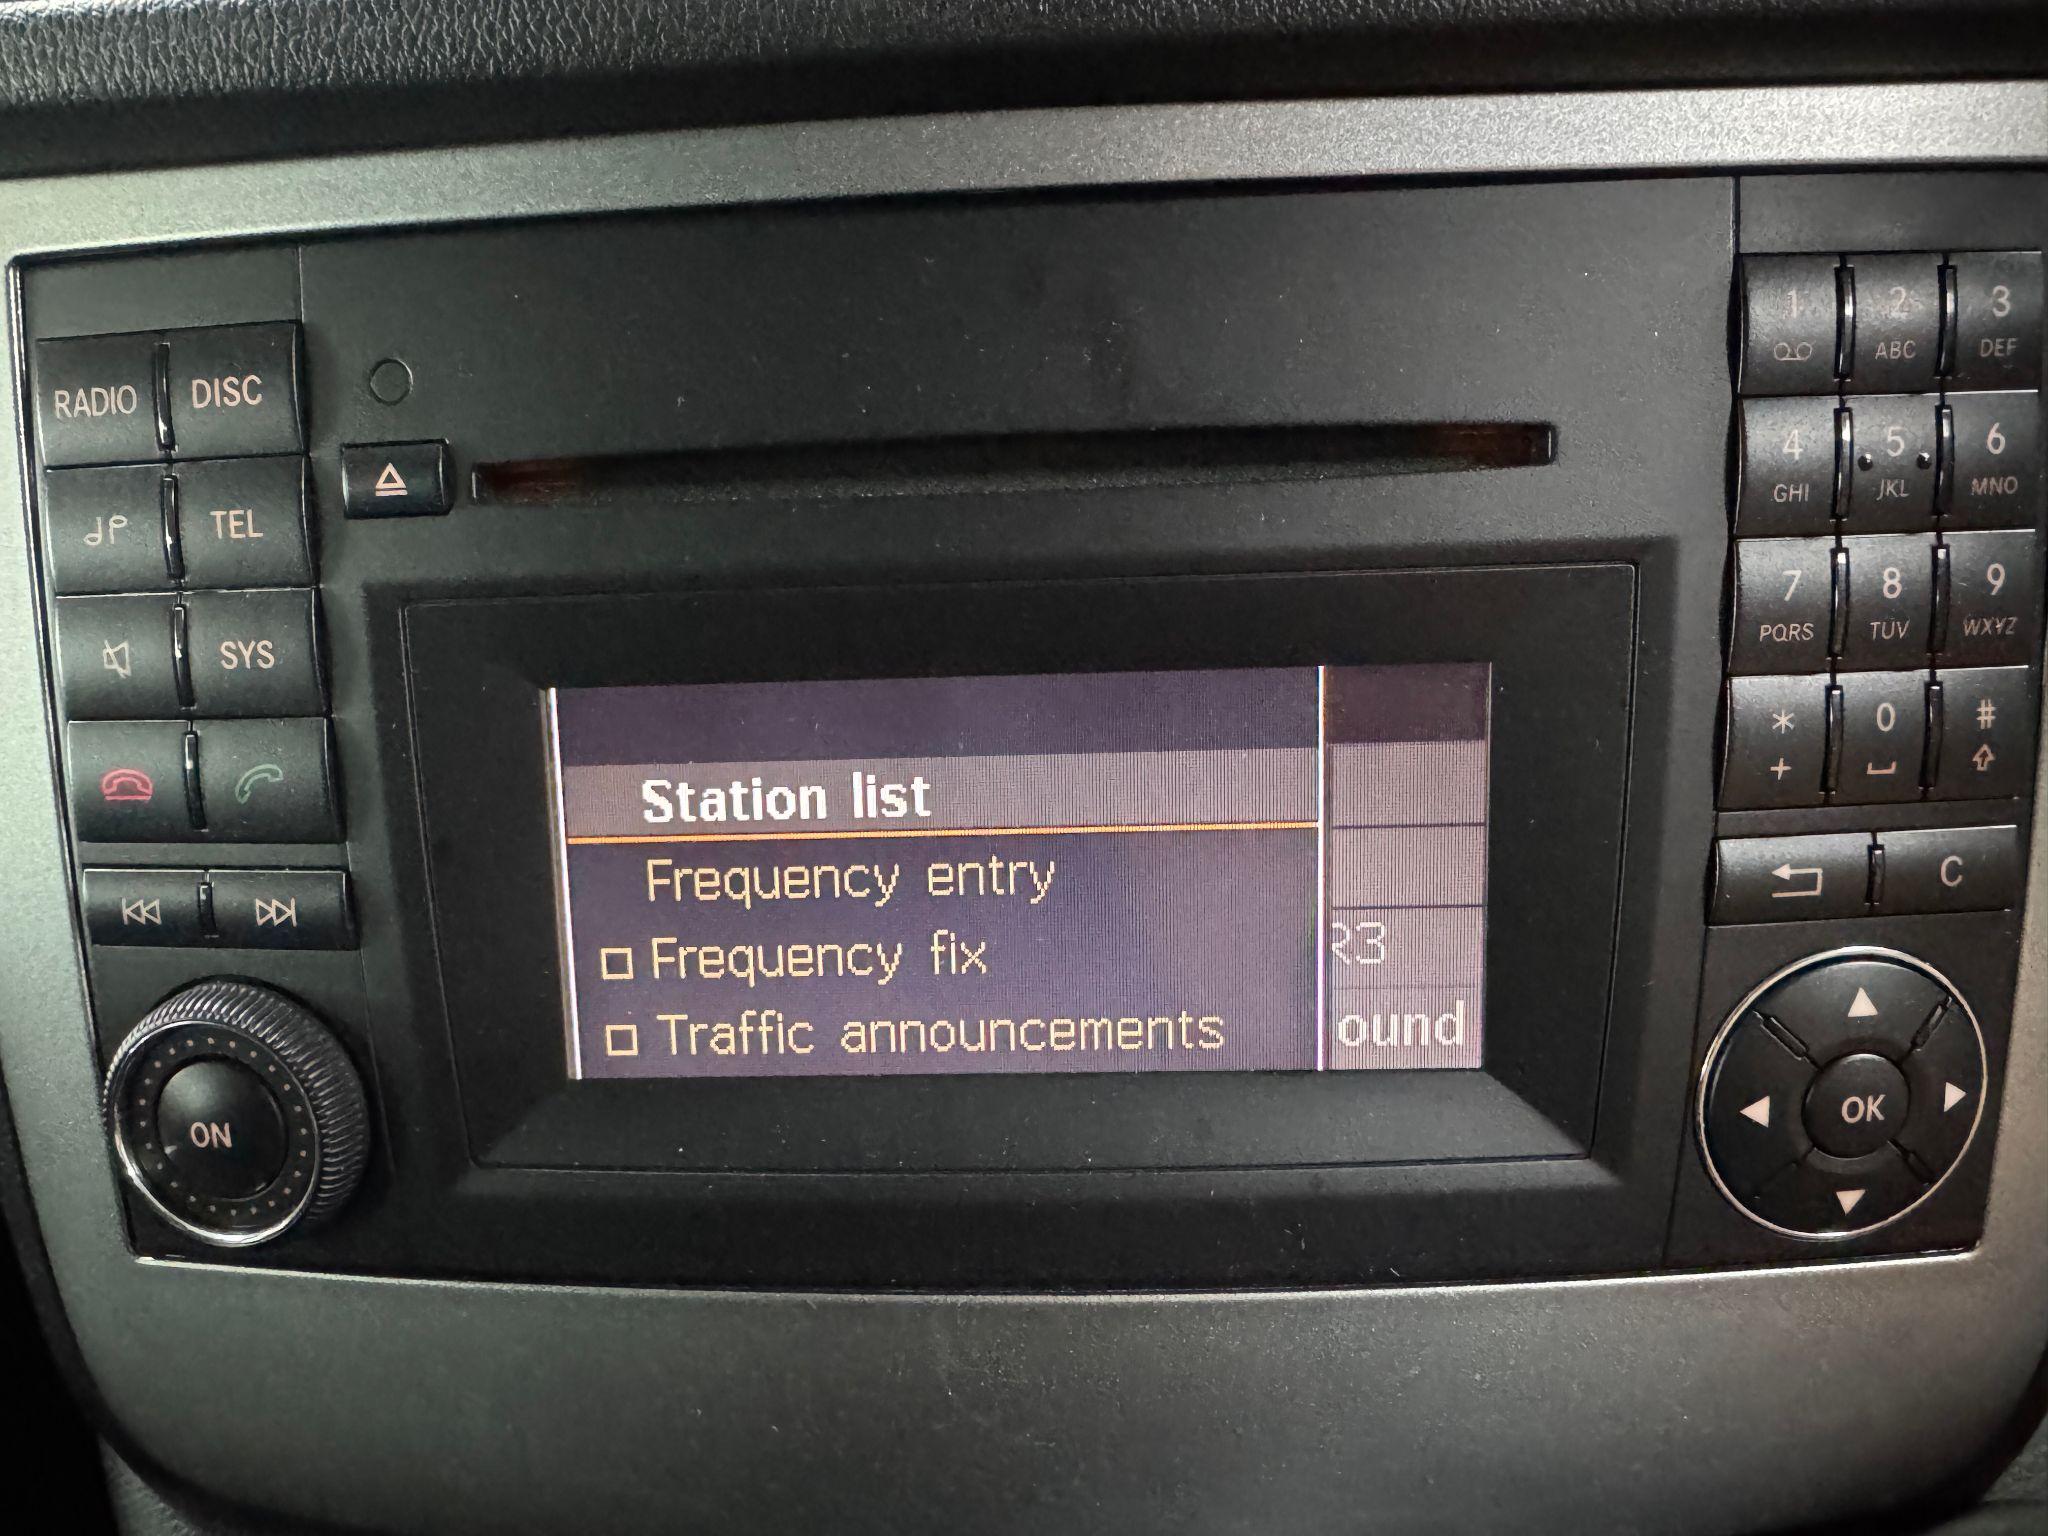 RADIO DISC
TEL
SYS
ON
Station list
Frequency entry
Frequency fix
Traffic announcements
R3
ound
1 2 3
ABC DEF
4 5 6
GHI JKL MNO
7 8 9
PQRS TUV WXYZ
* 0 #
+
C
OK